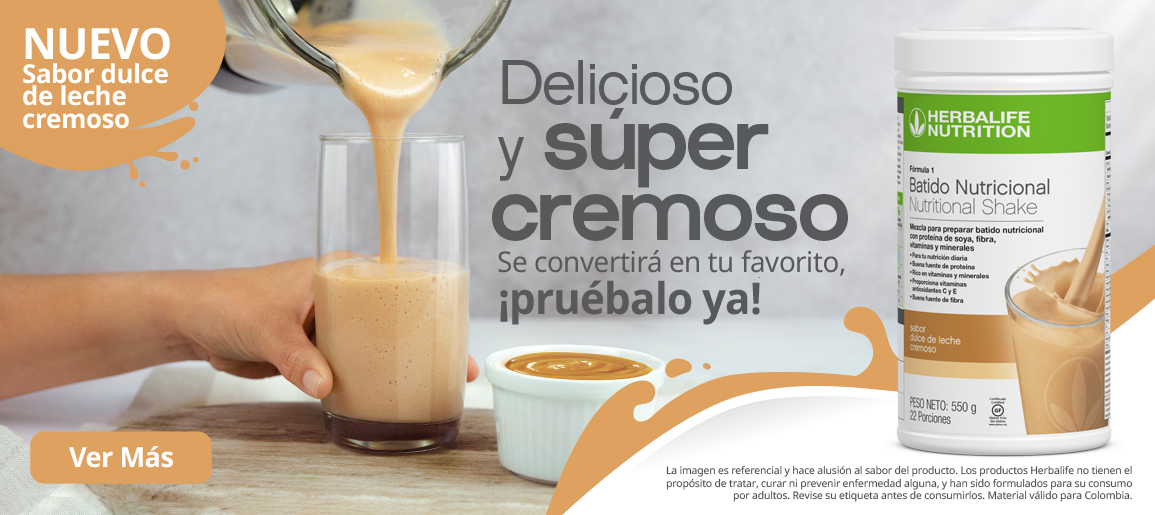 NUEVO
Sabor dulce
de leche
cremoso
Delicioso
y súper
cremoso
Se convertirá en tu favorito,
¡pruébalo ya!
HERBALIFE
NUTRITION
Fórmula 1
Batido Nutricional
Nutritional Shake
Mezcla para preparar batido nutricional
con proteína de soya, fibra,
vitaminas y minerales
• Para tu nutrición diaria
• Buena fuente de proteína
• Rico en vitaminas y minerales
• Proporciona vitaminas
antioxidantes C y E
• Buena fuente de fibra
sabor
dulce de leche
cremoso
PESO NETO: 550 g
22 Porciones
GF
Ver Más
La imagen es referencial y hace alusión al sabor del producto. Los productos Herbalife no tienen el
propósito de tratar, curar ni prevenir enfermedad alguna, y han sido formulados para su consumo
por adultos. Revise su etiqueta antes de consumirlos. Material válido para Colombia.